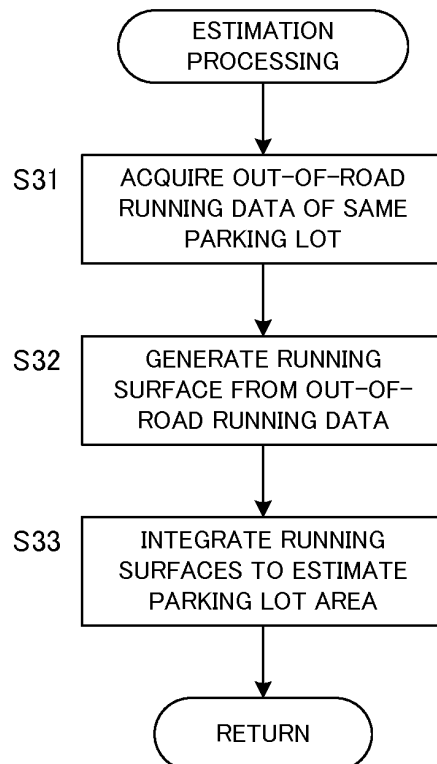 ESTIMATION
PROCESSING
S31
ACQUIRE OUT-OF-ROAD
RUNNING DATA OF SAME
PARKING LOT
S32
GENERATE RUNNING
SURFACE FROM OUT-OF-
ROAD RUNNING DATA
S33
INTEGRATE RUNNING
SURFACES TO ESTIMATE
PARKING LOT AREA
RETURN